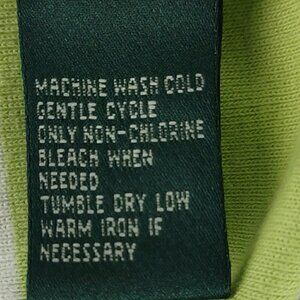 MACHINE WASH COLD
GENTLE CYCLE
ONLY NON-CHLORINE
BLEACH WHEN
NEEDED
TUMBLE DRY LOW
WARM IRON IF
NECESSARY